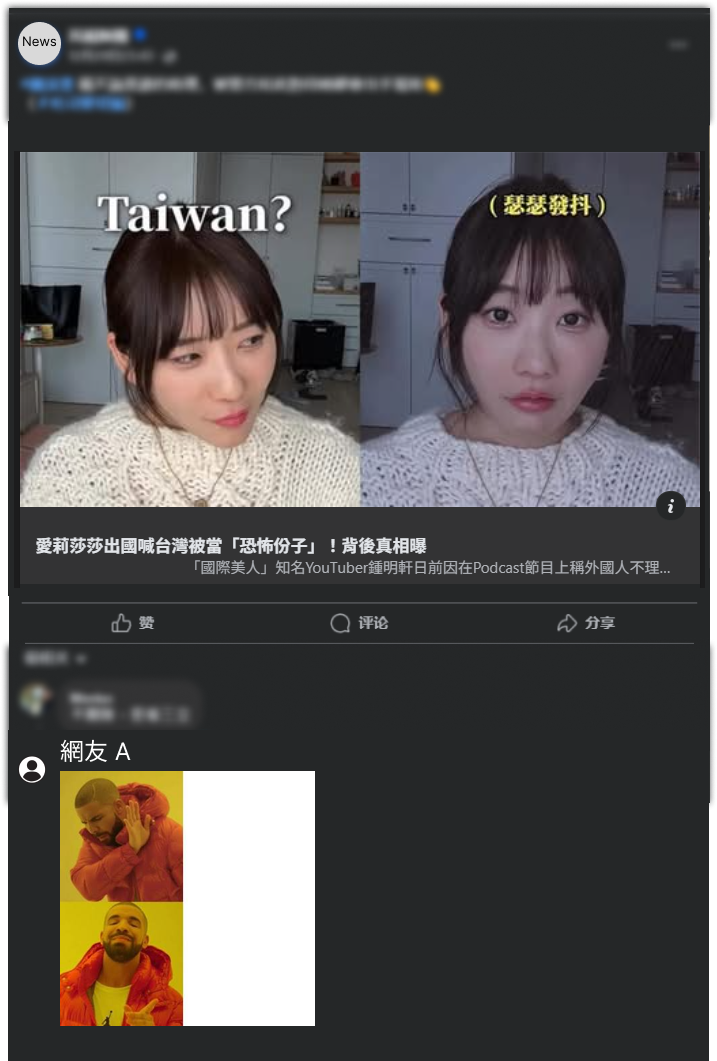 News
Taiwan?
（瑟瑟發抖）
愛莉莎莎出國喊台灣被當「恐怖份子」！背後真相曝
「國際美人」知名YouTuber鍾明軒日前因在Podcast節目上稱外國人不理...
赞
评论
分享
網友 A